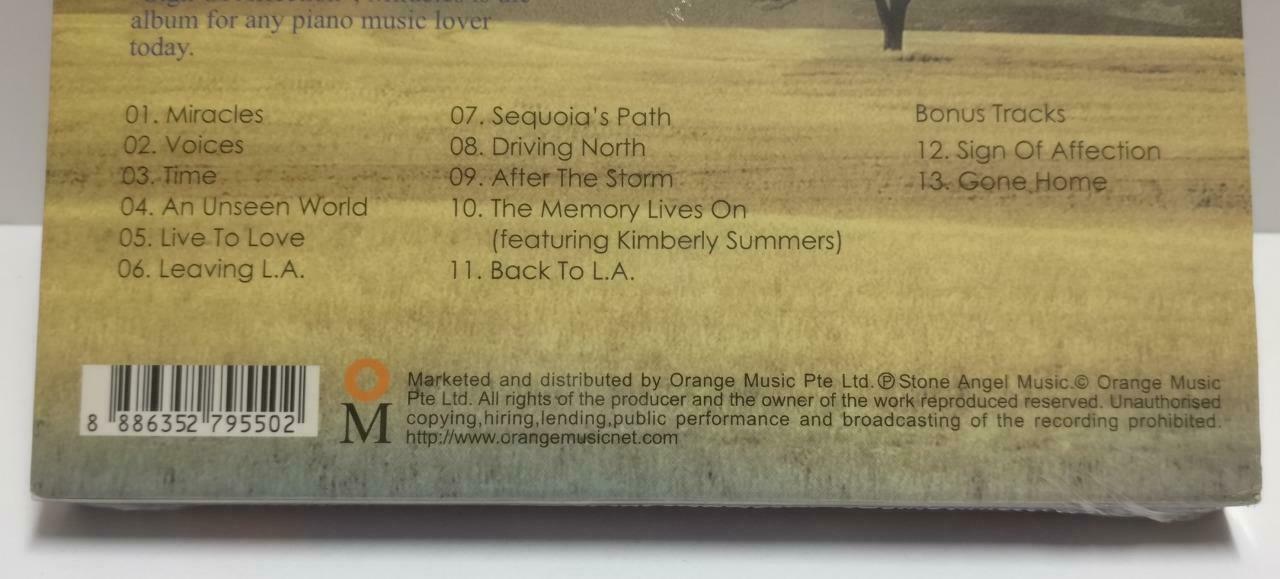 album for any piano music lover
today.
01. Miracles
02. Voices
03. Time
04. An Unseen World
05. Live To Love
06. Leaving L.A.
07. Sequoia's Path
08. Driving North
09. After The Storm
10. The Memory Lives On
(featuring Kimberly Summers)
11. Back To L.A.
Bonus Tracks
12. Sign Of Affection
13. Gone Home
8 886352 795502
M
Marketed and distributed by Orange Music Pte Ltd.℗Stone Angel Music.© Orange Music
Pte Ltd. All rights of the producer and the owner of the work reproduced reserved. Unauthorised
copying,hiring,lending,public performance and broadcasting of the recording prohibited.
http://www.orangemusicnet.com